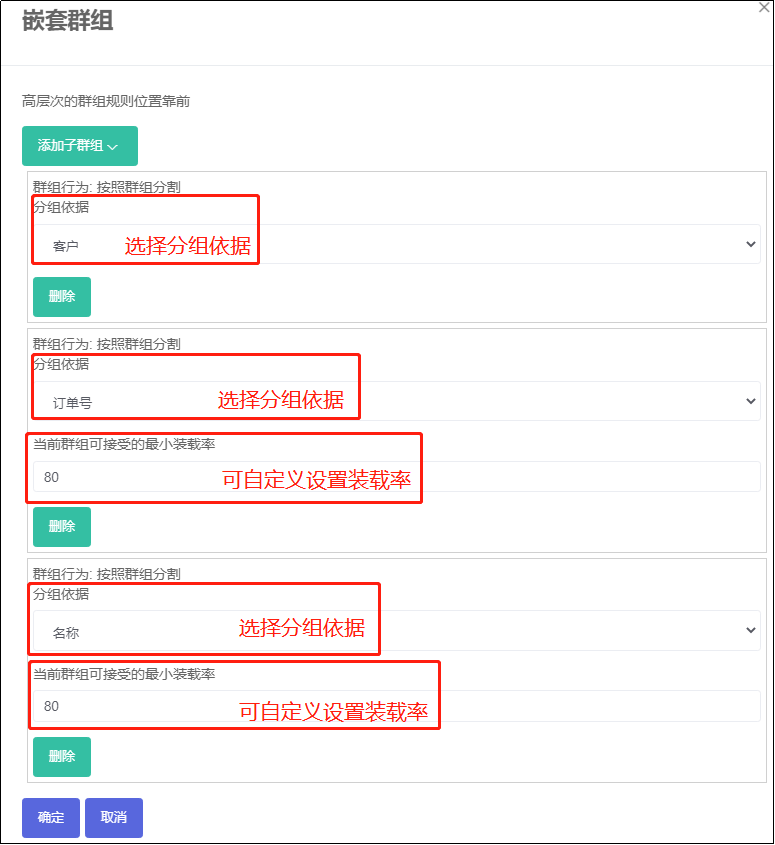 嵌套群组
高层次的群组规则位置靠前
添加子群组
群组行为: 按照群组分割
分组依据
客户
选择分组依据
删除
群组行为: 按照群组分割
分组依据
订单号
选择分组依据
当前群组可接受的最小装载率
80
可自定义设置装载率
删除
群组行为: 按照群组分割
分组依据
名称
选择分组依据
当前群组可接受的最小装载率
80
可自定义设置装载率
删除
确定
取消